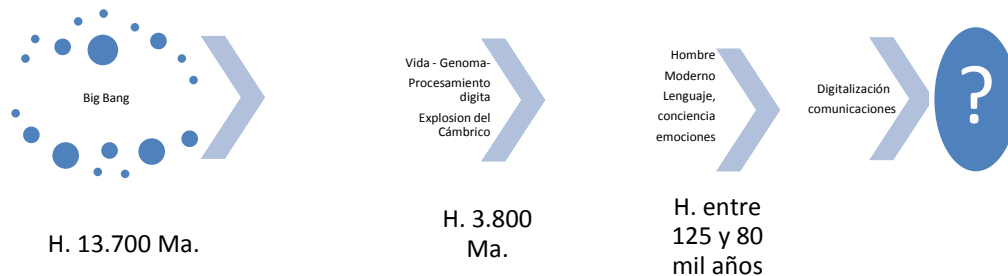 Big Bang
Vida - Genoma-
Procesamiento
digita
Explosion del
Cámbrico
Hombre
Moderno
Lenguaje,
conciencia
emociones
Digitalización
comunicaciones
?
H. 13.700 Ma.
H. 3.800
Ma.
H. entre
125 y 80
mil años